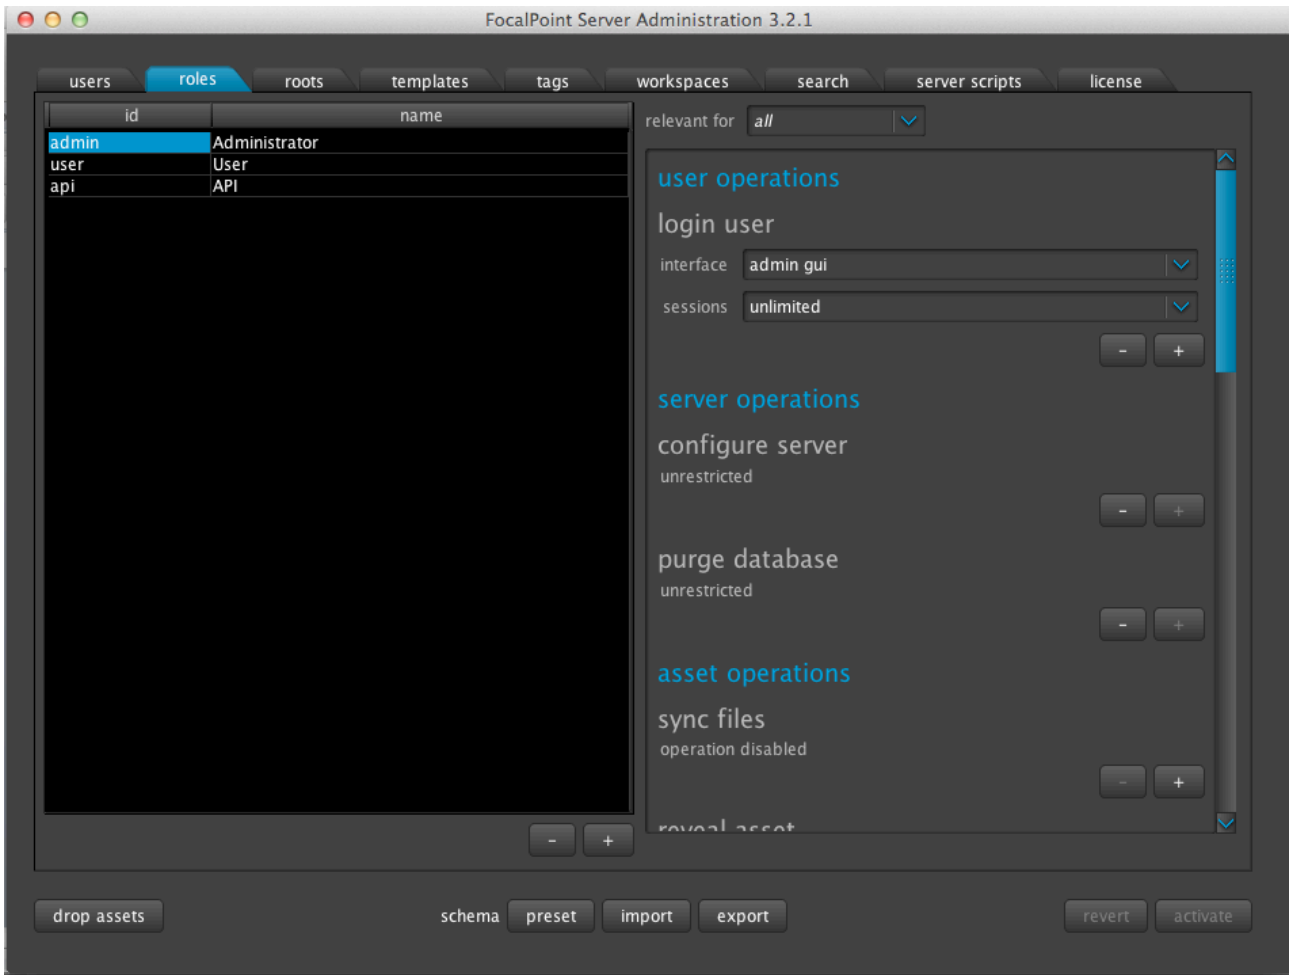 FocalPoint Server Administration 3.2.1
users roles roots templates tags workspaces search server scripts license
id name
admin Administrator
user User
api API
relevant for all
user operations
login user
interface admin gui
sessions unlimited
- +
server operations
configure server
unrestricted
- +
purge database
unrestricted
- +
asset operations
sync files
operation disabled
- +
reveal asset
- +
drop assets schema preset import export revert activate